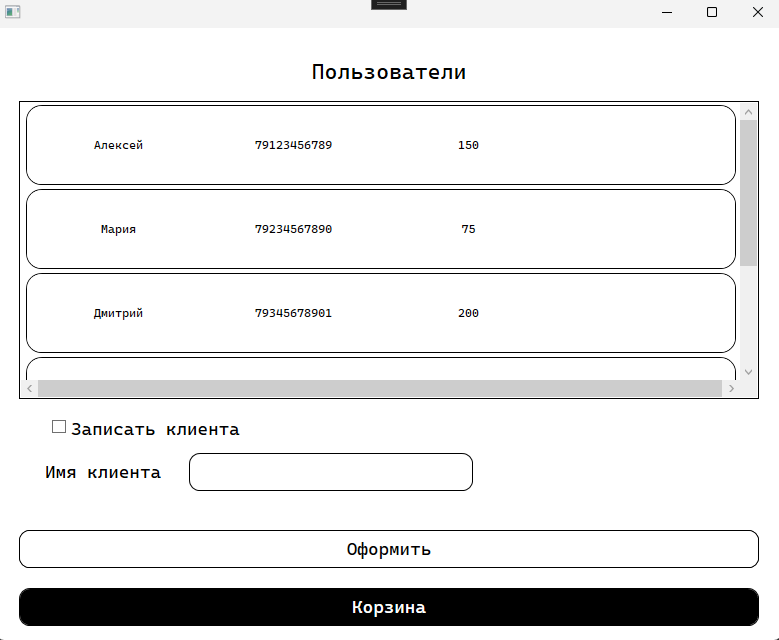 Пользователи
Алексей 79123456789 150
Мария 79234567890 75
Дмитрий 79345678901 200
Записать клиента
Имя клиента
Оформить
Корзина